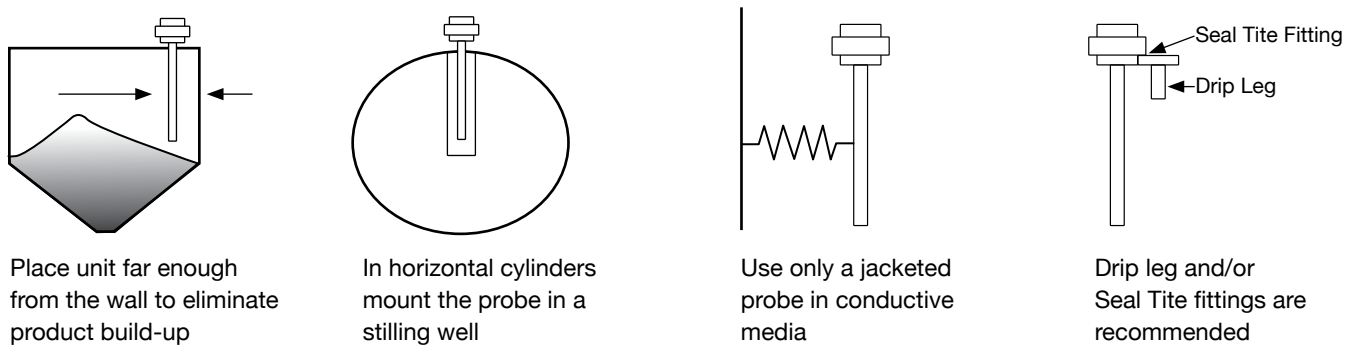 Seal Tite Fitting
Drip Leg
Place unit far enough
from the wall to eliminate
product build-up
In horizontal cylinders
mount the probe in a
stilling well
Use only a jacketed
probe in conductive
media
Drip leg and/or
Seal Tite fittings are
recommended